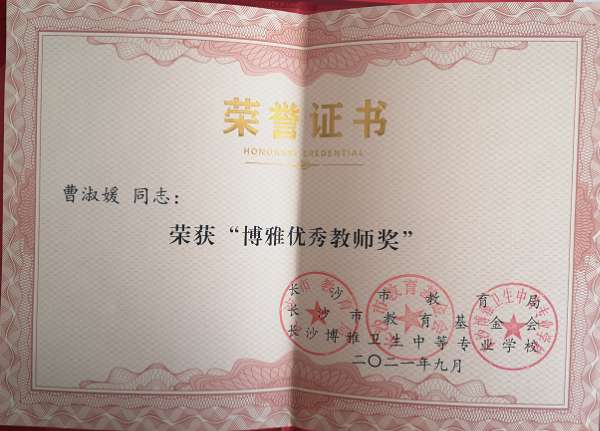 荣誉证书
HONORARY CREDENTIAL
曹淑媛 同志：
荣获“博雅优秀教师奖”
长沙市教育局
长沙市教育基金会
长沙博雅卫生中等专业学校
二〇二一年九月